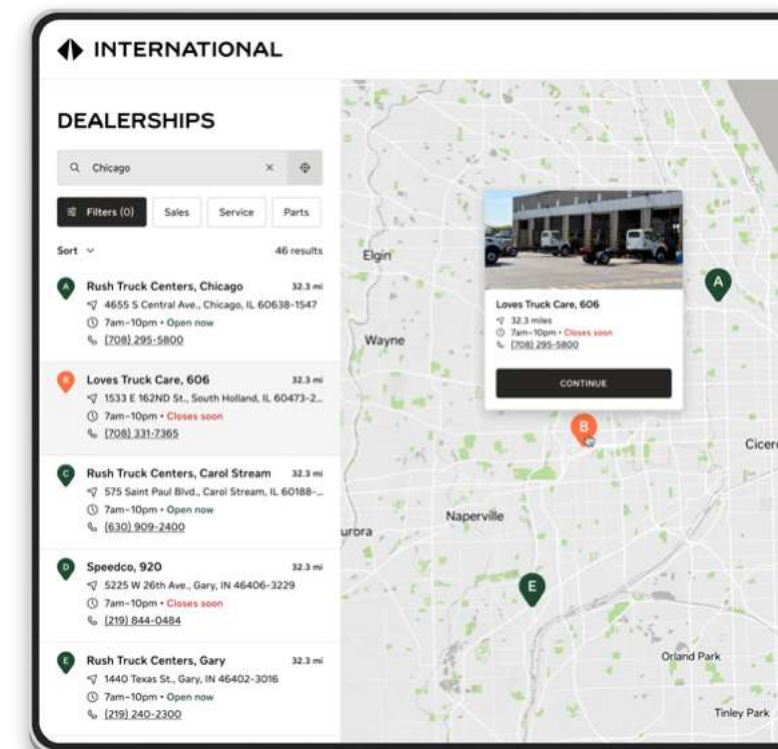 INTERNATIONAL
DEALERSHIPS
Chicago
Filters (0) Sales Service Parts
Sort 46 results
A Rush Truck Centers, Chicago 32.3 mi
4655 S Central Ave., Chicago, IL 60638-1547
7am–10pm • Open now
(708) 295-5800
B Loves Truck Care, 606 32.3 mi
1533 E 162ND St., South Holland, IL 60473-2...
7am–10pm • Closes soon
(708) 331-7365
C Rush Truck Centers, Carol Stream 32.3 mi
575 Saint Paul Blvd., Carol Stream, IL 60188-...
7am–10pm • Open now
(630) 909-2400
D Speedco, 920 32.3 mi
5225 W 26th Ave., Gary, IN 46406-3229
7am–10pm • Closes soon
(219) 844-0484
E Rush Truck Centers, Gary 32.3 mi
1440 Texas St., Gary, IN 46402-3016
7am–10pm • Open now
(219) 240-2300
Elgin
Wayne
Loves Truck Care, 606
32.3 miles
7am–10pm • Closes soon
(708) 295-5800
CONTINUE
A
B
Cicero
Naperville
urora
E
Orland Park
Tinley Park